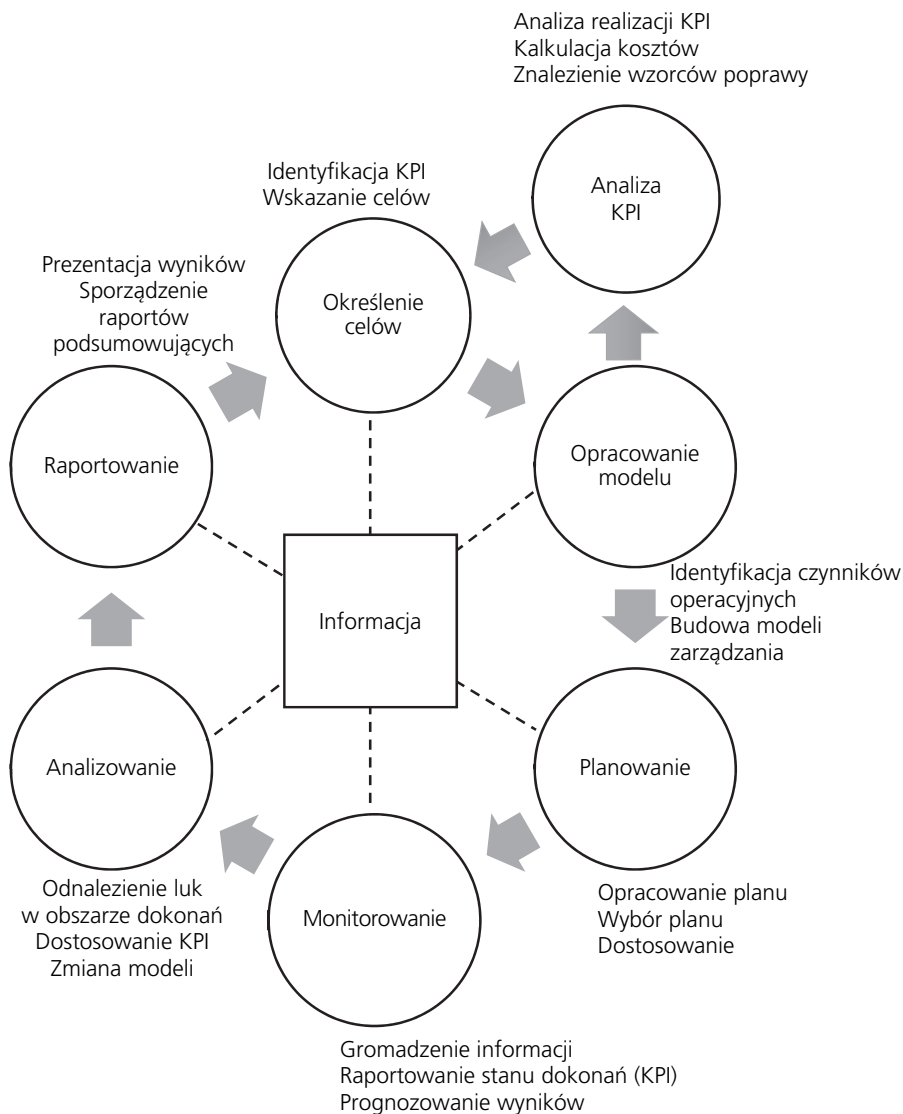 Analiza realizacji KPI
Kalkulacja kosztów
Znalezienie wzorców poprawy
Analiza
KPI
Identyfikacja KPI
Wskazanie celów
Określenie
celów
Prezentacja wyników
Sporządzenie
raportów
podsumowujących
Raportowanie
Opracowanie
modelu
Informacja
Identyfikacja czynników
operacyjnych
Budowa modeli
zarządzania
Analizowanie
Planowanie
Odnalezienie luk
w obszarze dokonań
Dostosowanie KPI
Zmiana modeli
Monitorowanie
Opracowanie planu
Wybór planu
Dostosowanie
Gromadzenie informacji
Raportowanie stanu dokonań (KPI)
Prognozowanie wyników